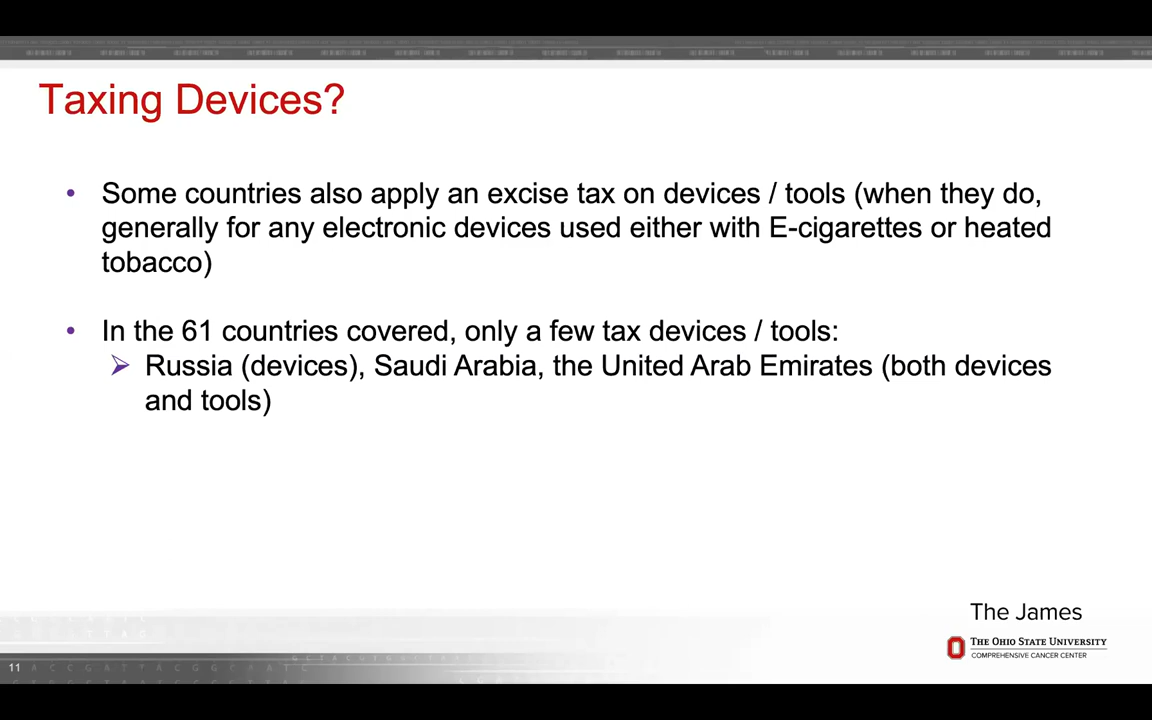 Taxing Devices?
• Some countries also apply an excise tax on devices / tools (when they do,
generally for any electronic devices used either with E-cigarettes or heated
tobacco)
• In the 61 countries covered, only a few tax devices / tools:
➢ Russia (devices), Saudi Arabia, the United Arab Emirates (both devices
and tools)
The James
THE OHIO STATE UNIVERSITY
COMPREHENSIVE CANCER CENTER
11